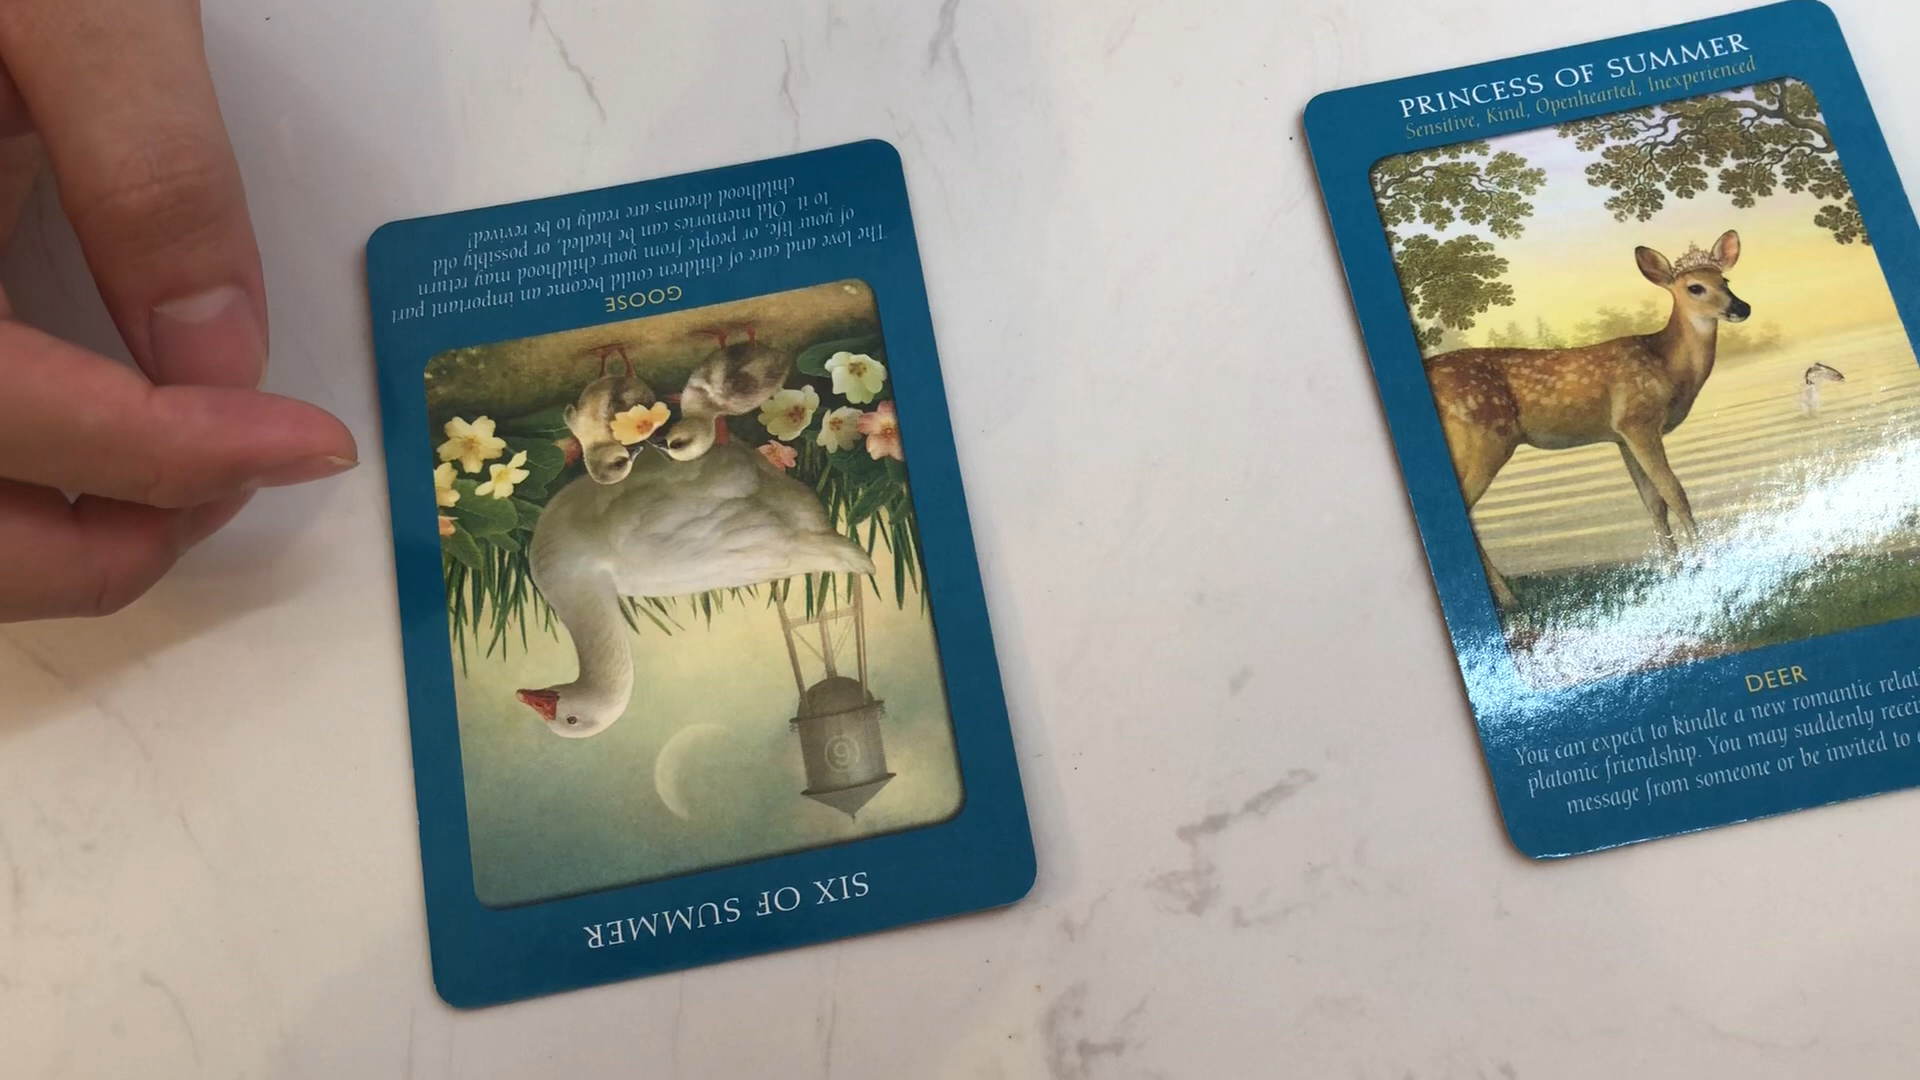 The love and care of children could become an important part
of your life, or people from your childhood may return
to it. Old memories can be healed, or possibly old
childhood dreams are ready to be revived!
GOOSE
6
SIX OF SUMMER
PRINCESS OF SUMMER
Sensitive, Kind, Openhearted, Inexperienced
DEER
You can expect to kindle a new romantic
platonic friendship. You may suddenly
message from someone or be invited to